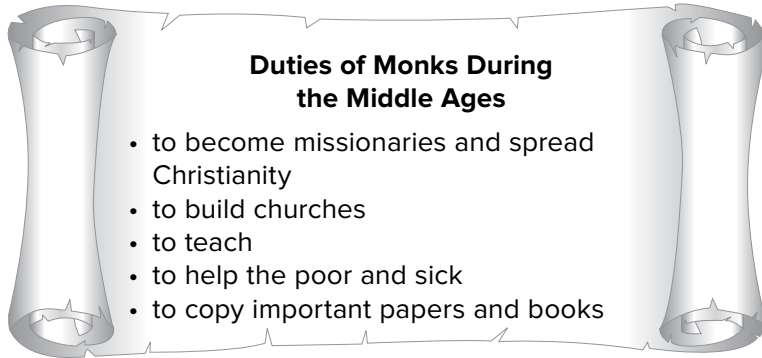 Duties of Monks During
the Middle Ages
• to become missionaries and spread
Christianity
• to build churches
• to teach
• to help the poor and sick
• to copy important papers and books